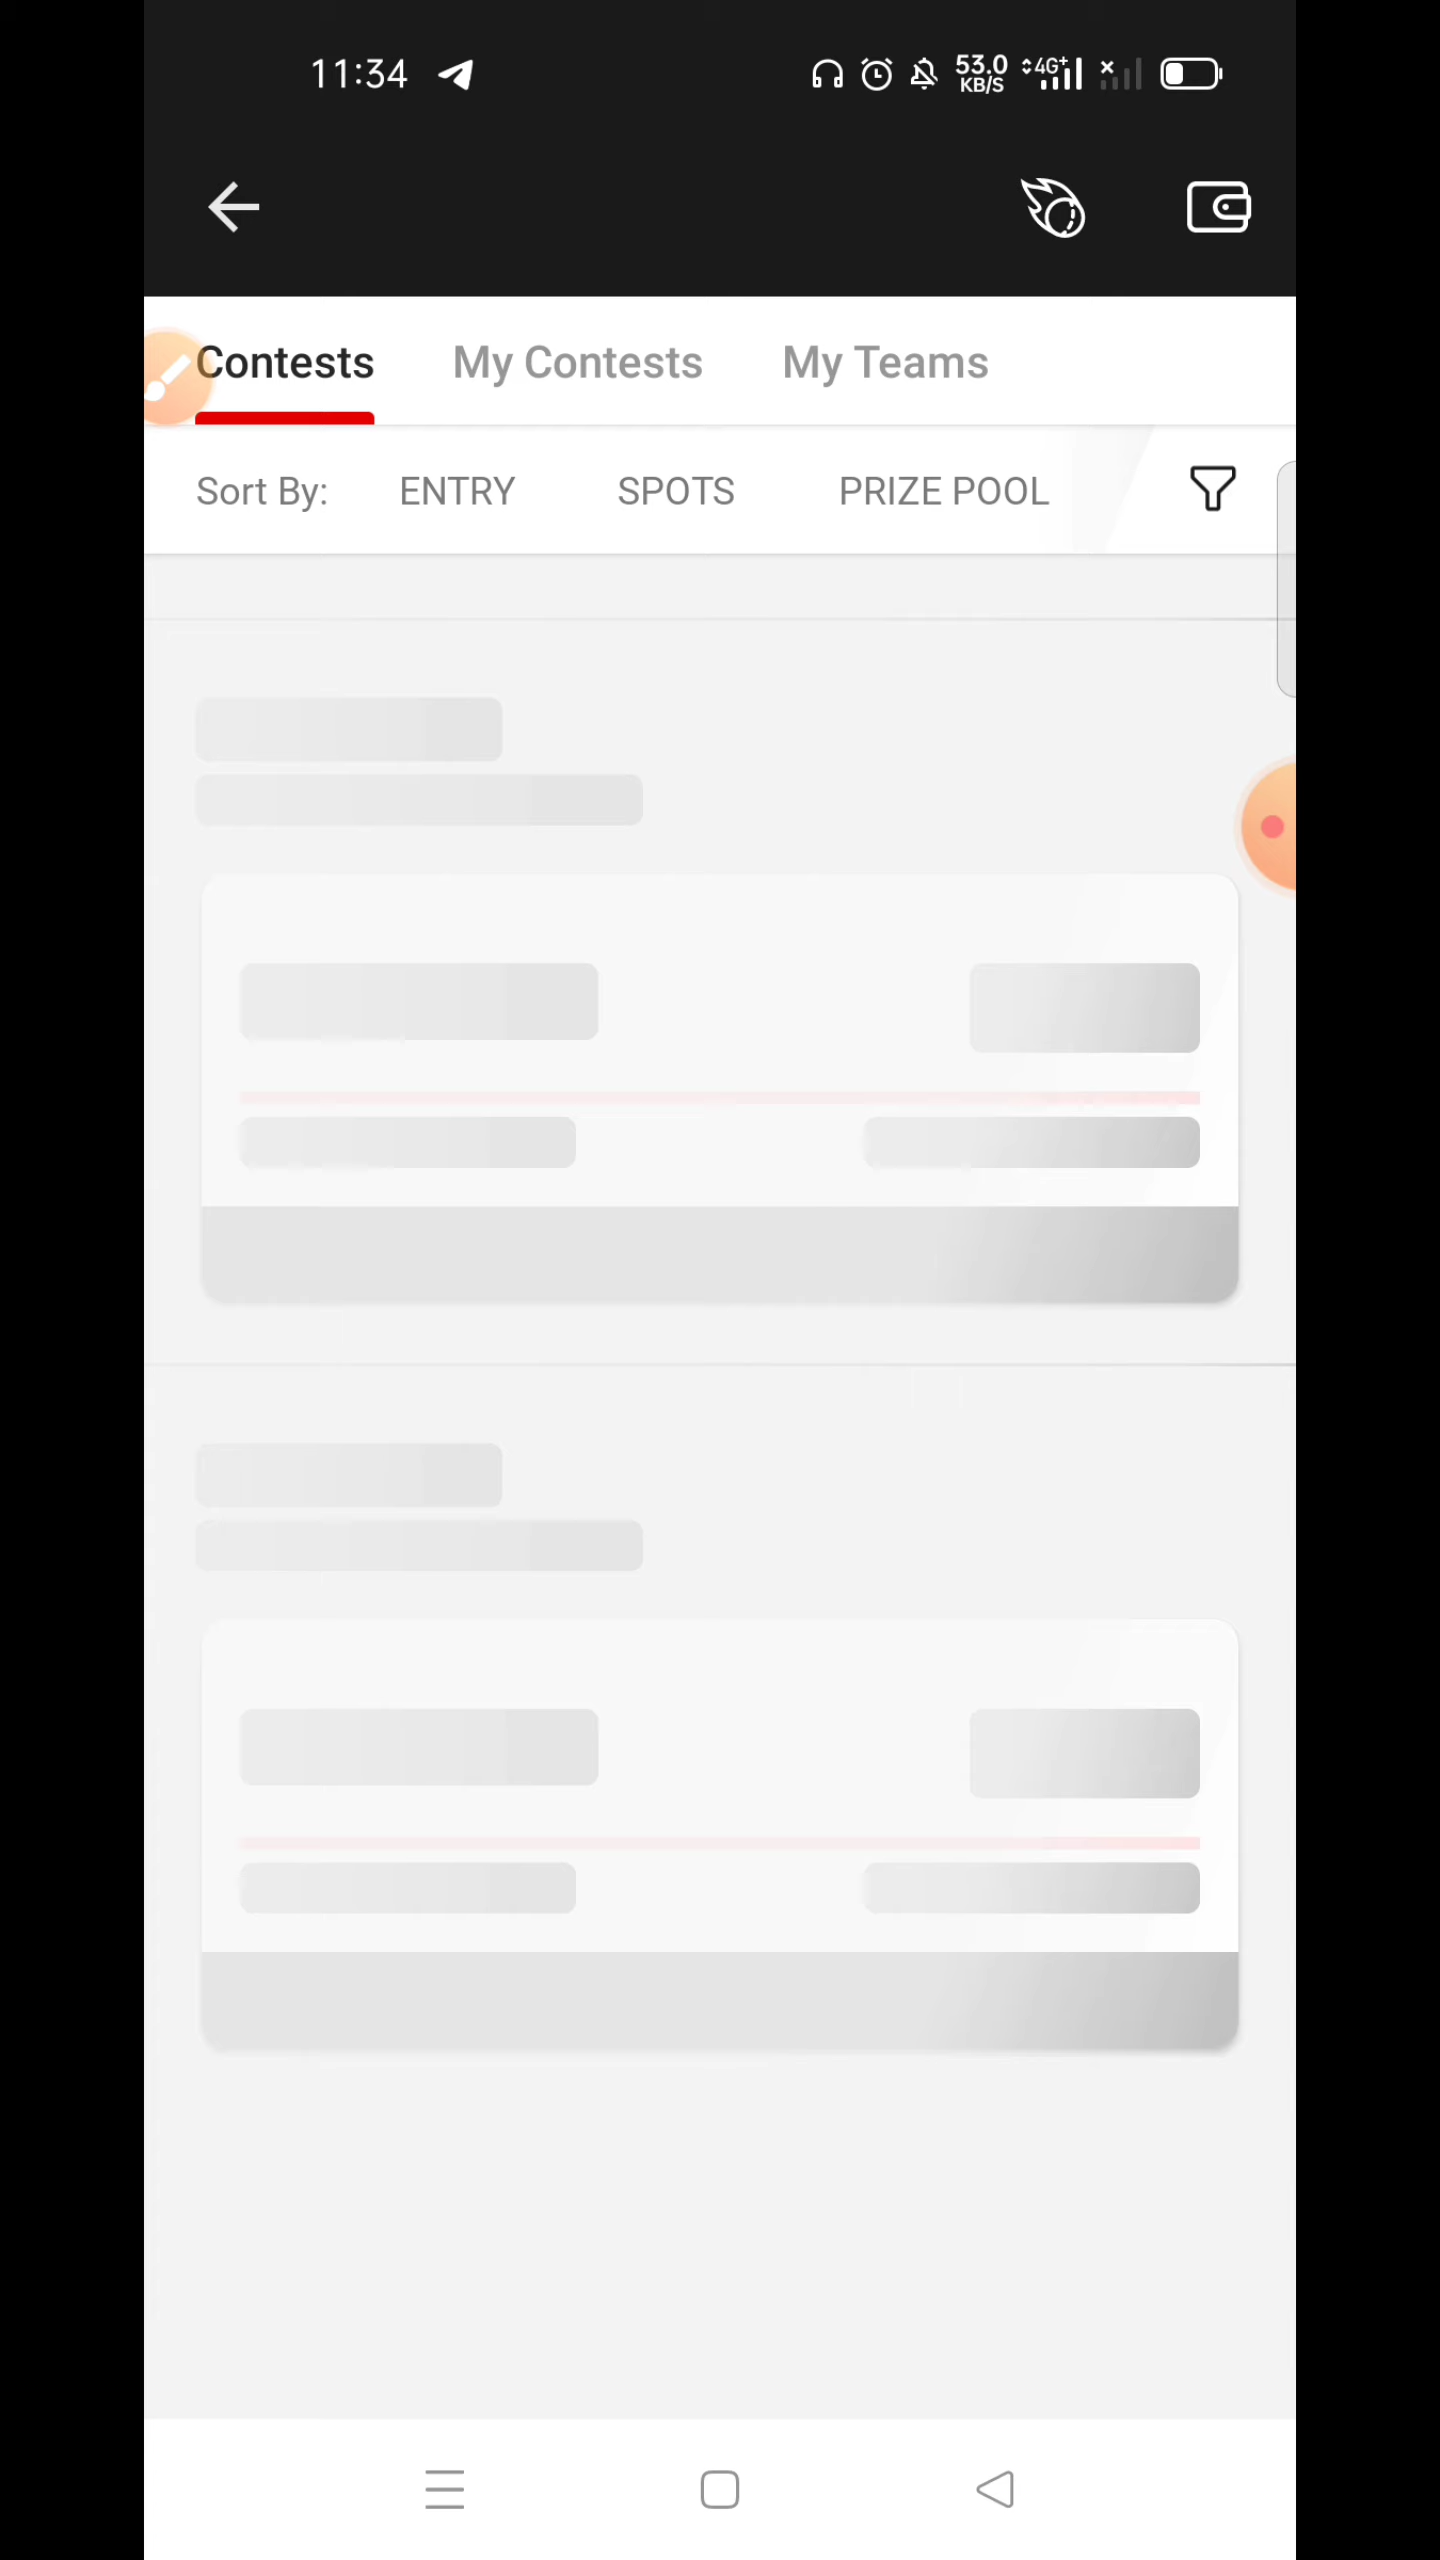 11:34
53.0
KB/S
4G+
Contests My Contests My Teams
Sort By: ENTRY SPOTS PRIZE POOL